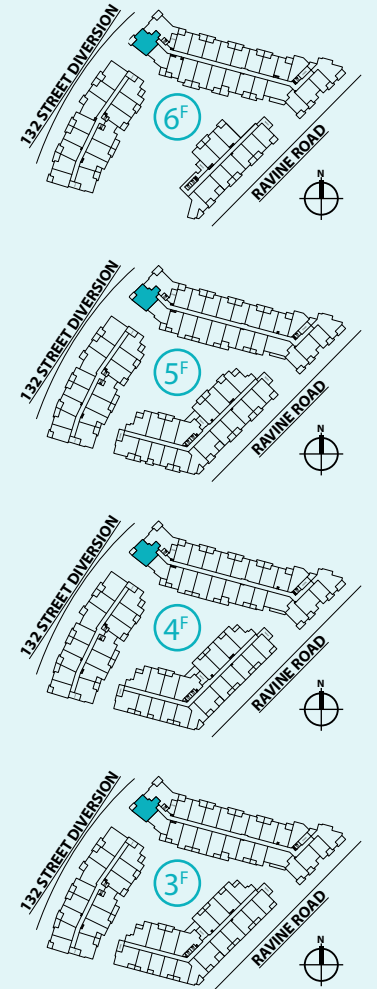 132 STREET DIVERSION
6F
RAVINE ROAD
N
132 STREET DIVERSION
5F
RAVINE ROAD
N
132 STREET DIVERSION
4F
RAVINE ROAD
N
132 STREET DIVERSION
3F
RAVINE ROAD
N